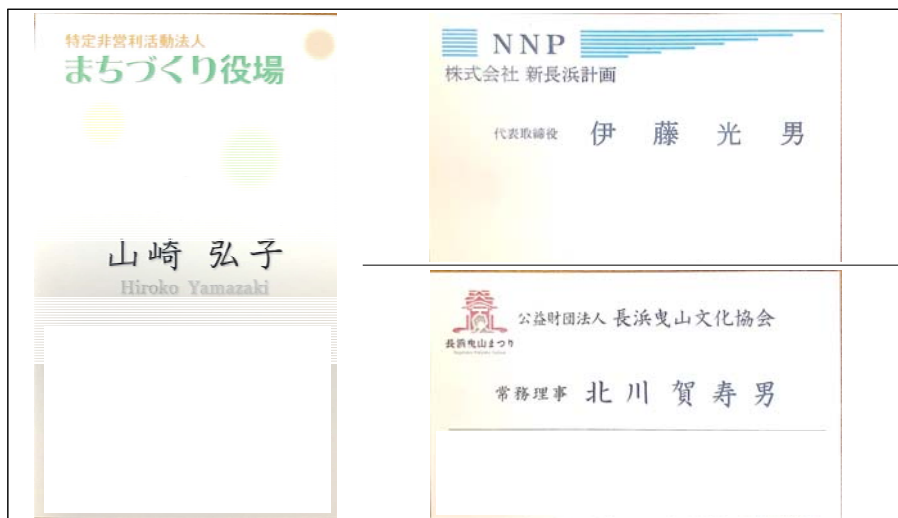 特定非営利活動法人
まちづくり役場
山崎 弘子
Hiroko Yamazaki
NNP
株式会社 新長浜計画
代表取締役 伊藤光男
公益財団法人 長浜曳山文化協会
長浜曳山まつり
常務理事 北川賀寿男